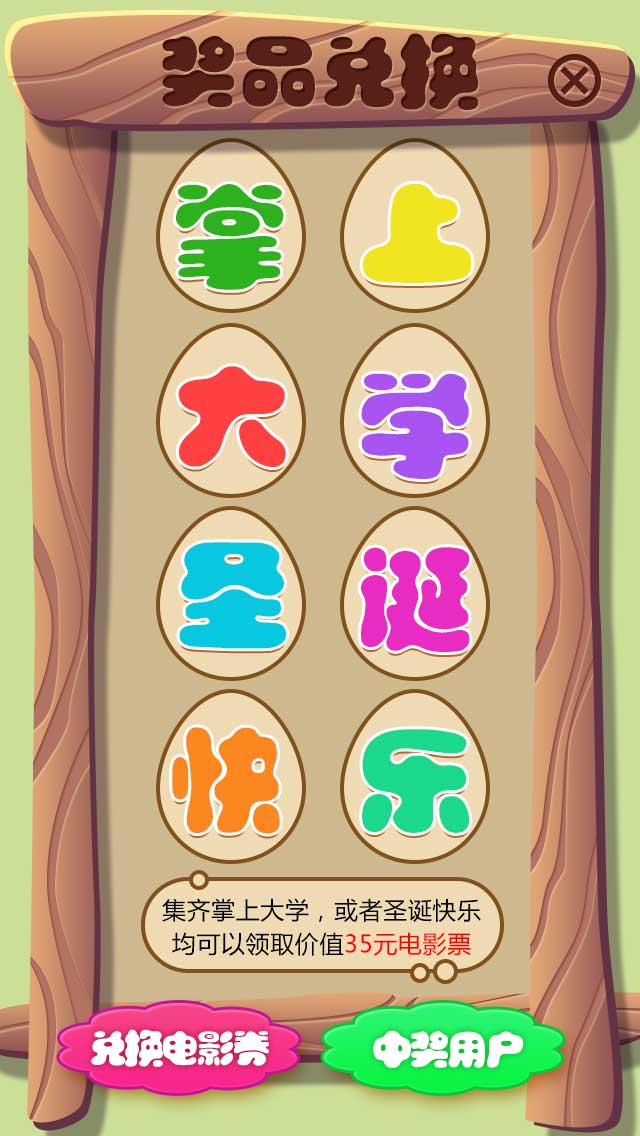 奖品兑换
掌 上
大 学
圣 诞
快 乐
集齐掌上大学，或者圣诞快乐
均可以领取价值35元电影票
兑换电影券 中奖用户